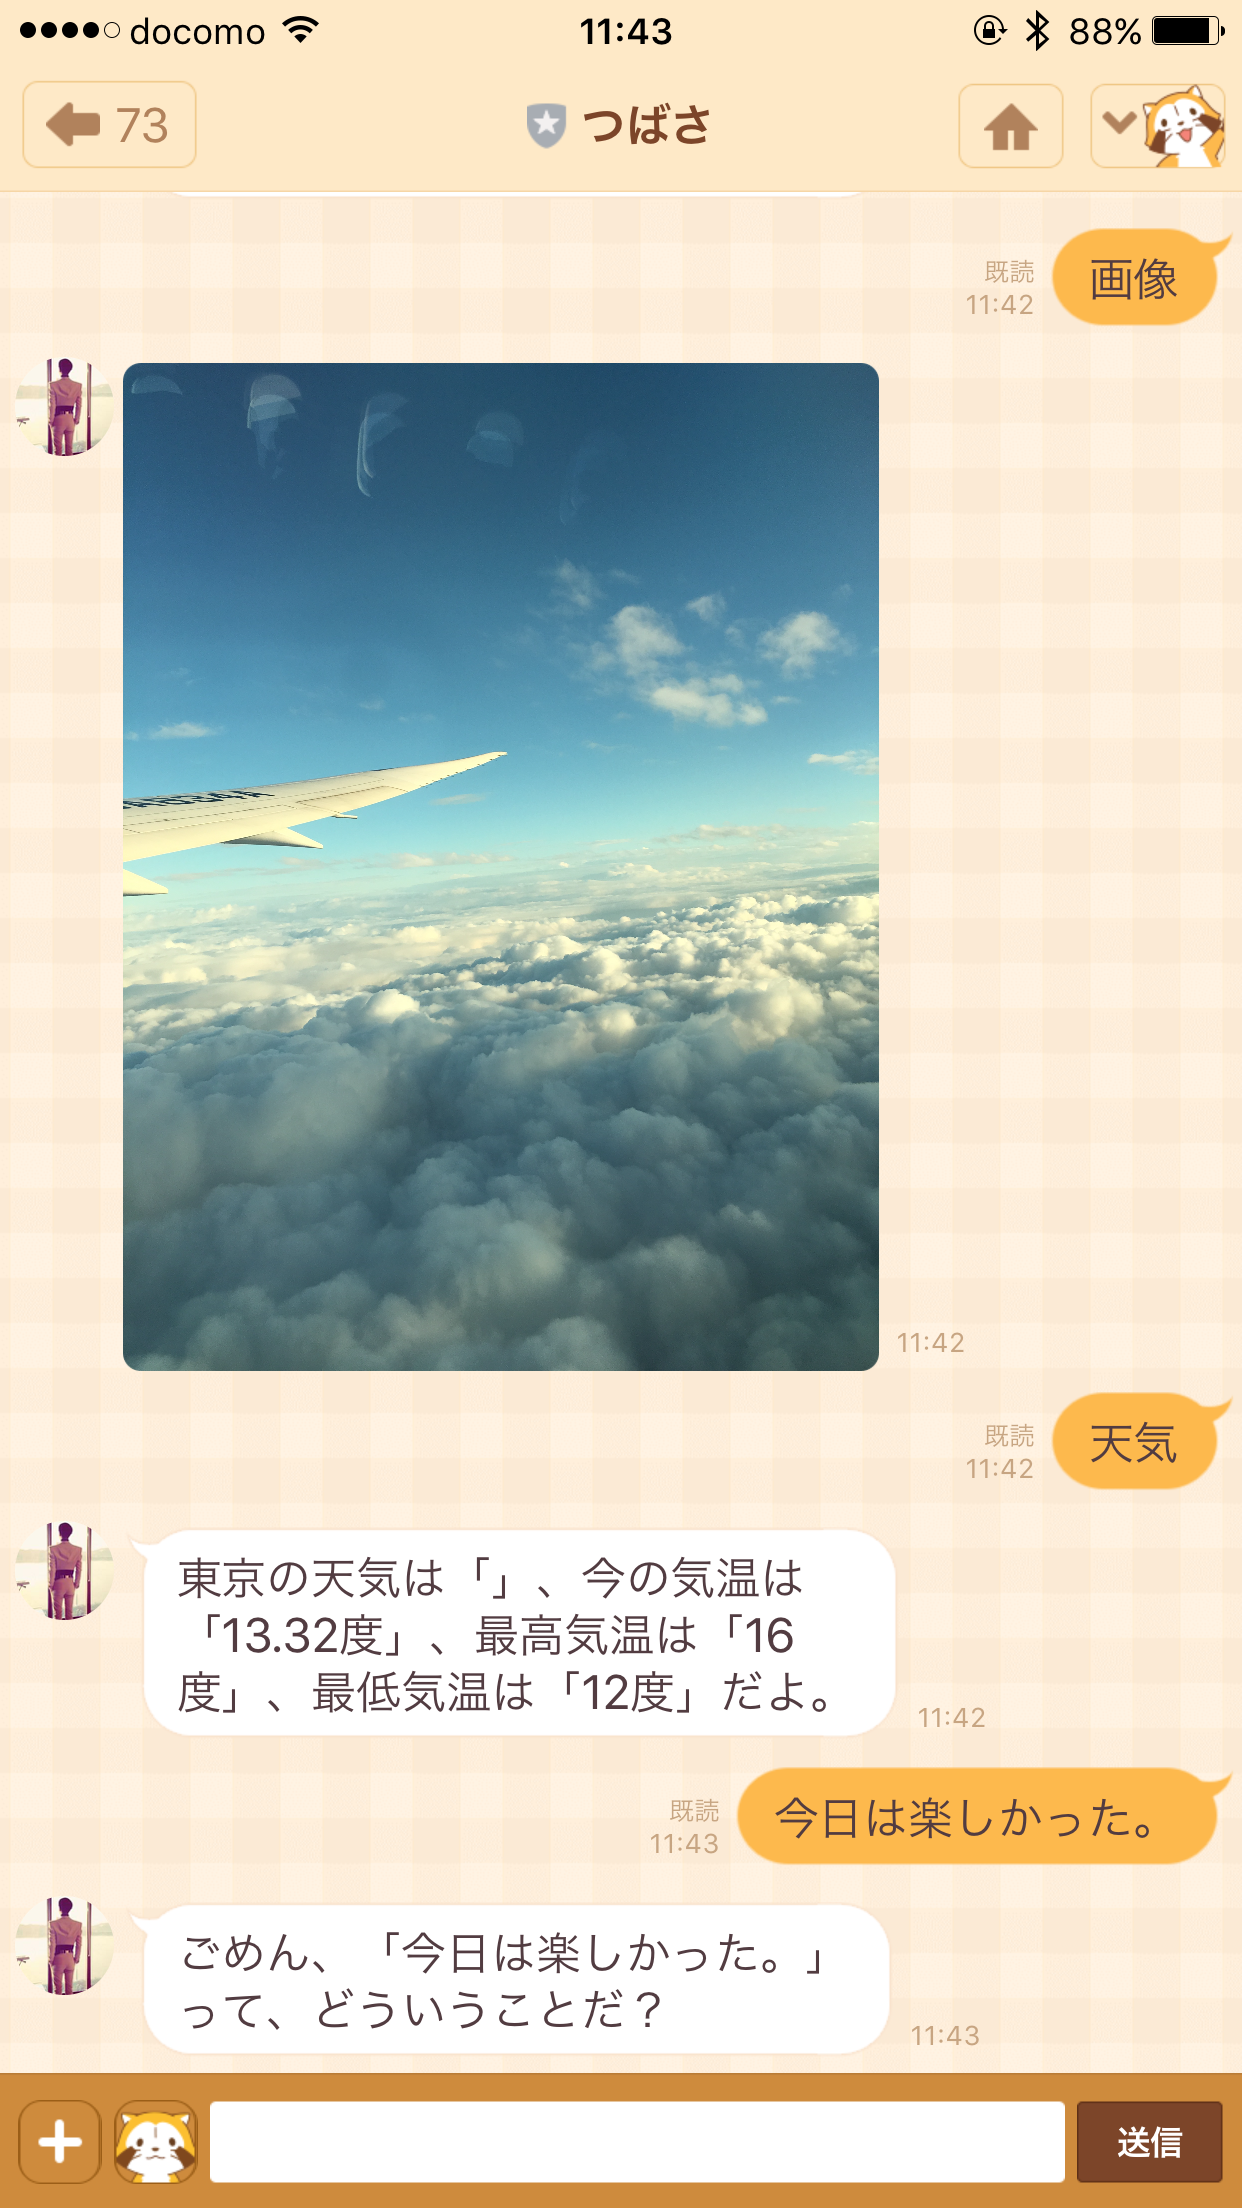 docomo 11:43 88%
73 つばさ
画像
既読
11:42
11:42
天気
既読
11:42
東京の天気は「」、今の気温は
「13.32度」、最高気温は「16
度」、最低気温は「12度」だよ。
11:42
今日は楽しかった。
既読
11:43
ごめん、「今日は楽しかった。」
って、どういうことだ？
11:43
送信